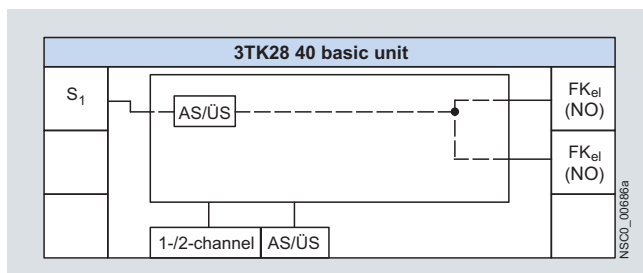 3TK28 40 basic unit
S1
AS/ÜS
FKel
(NO)
FKel
(NO)
1-/2-channel
AS/ÜS
NSC0_00686a